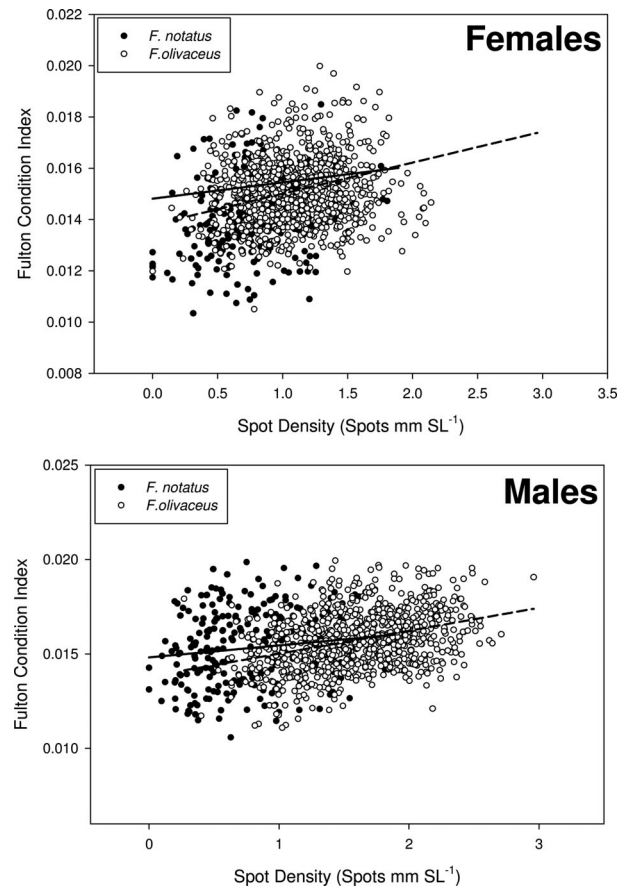 Females
F. notatus
F.olivaceus
0.022
0.020
0.018
0.016
0.014
0.012
0.010
0.008
Fulton Condition Index
0.0 0.5 1.0 1.5 2.0 2.5 3.0 3.5
Spot Density (Spots mm SL⁻¹)
Males
F. notatus
F.olivaceus
0.025
0.020
0.015
0.010
Fulton Condition Index
0 1 2 3
Spot Density (Spots mm SL⁻¹)